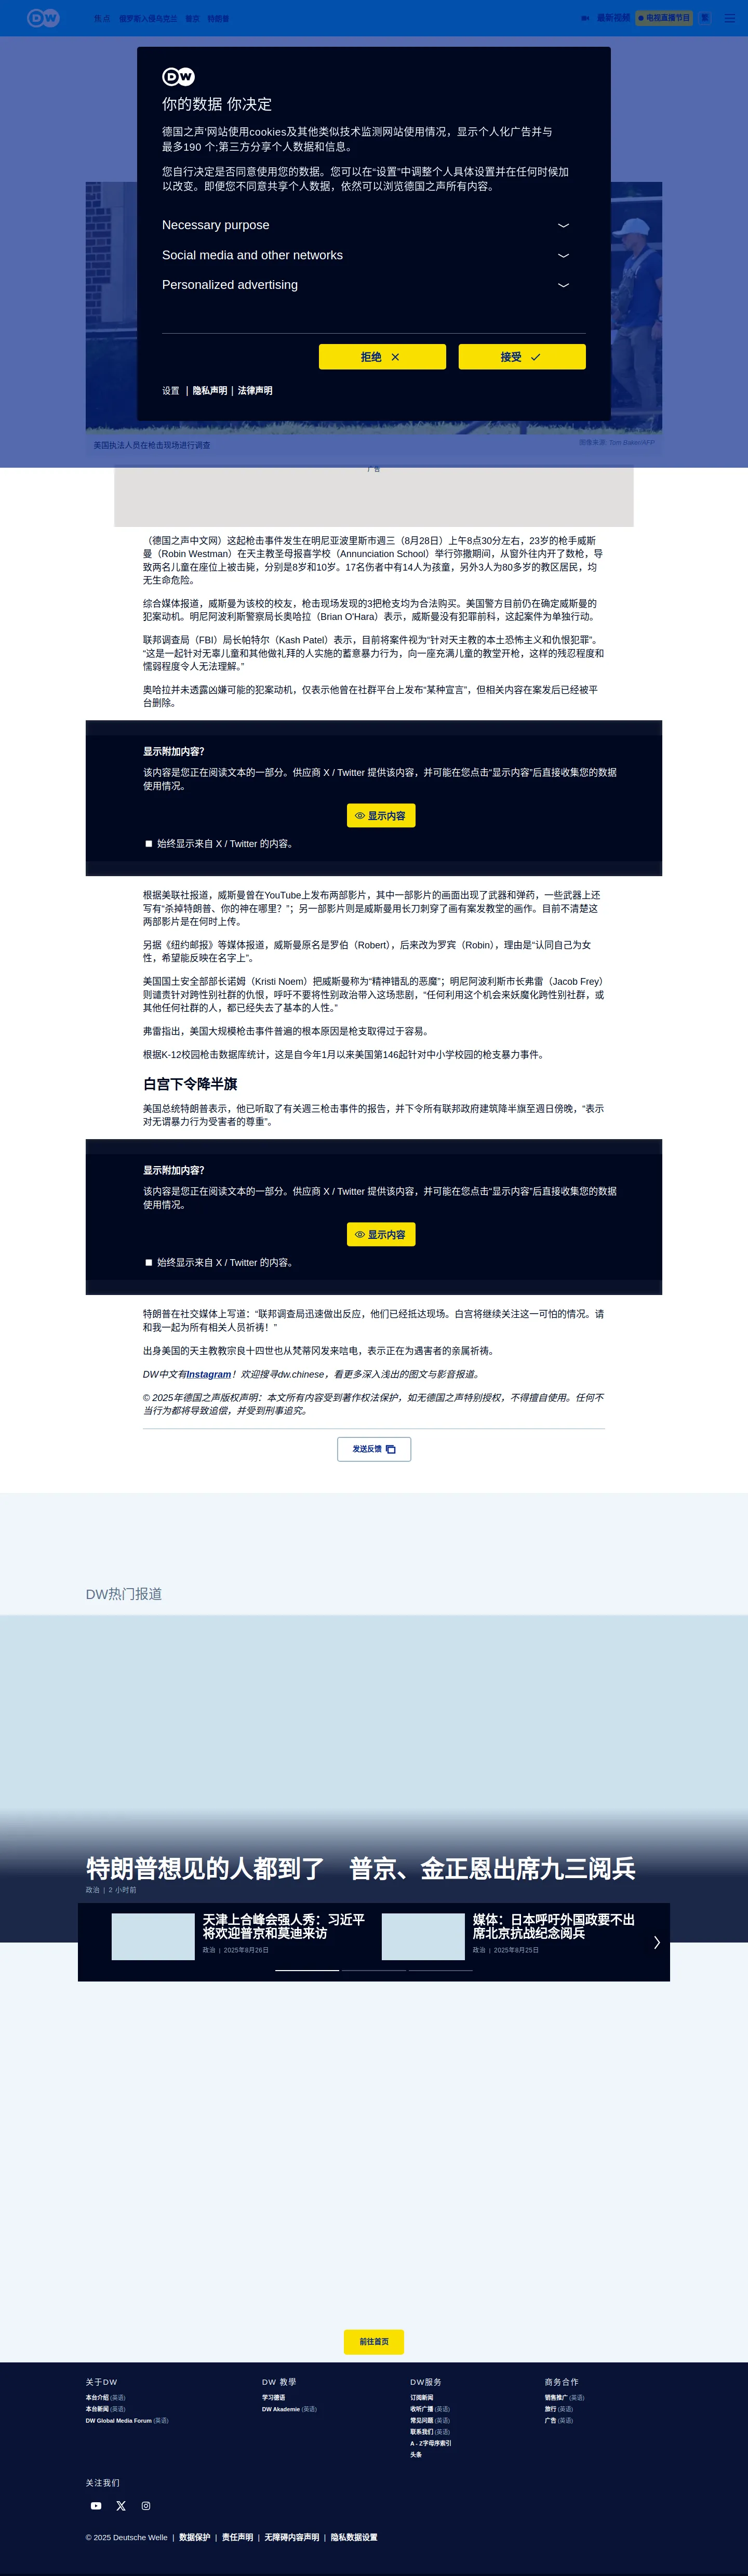 DW
焦点 俄罗斯入侵乌克兰 普京 特朗普
最新视频 电视直播节目 繁
DW
你的数据 你决定
德国之声'网站使用cookies及其他类似技术监测网站使用情况，显示个人化广告并与
最多190 个;第三方分享个人数据和信息。
您自行决定是否同意使用您的数据。您可以在“设置”中调整个人具体设置并在任何时候加
以改变。即便您不同意共享个人数据，依然可以浏览德国之声所有内容。
Necessary purpose
Social media and other networks
Personalized advertising
拒绝 接受
设置 | 隐私声明 | 法律声明
美国执法人员在枪击现场进行调查
图像来源: Tom Baker/AFP
广告
（德国之声中文网）这起枪击事件发生在明尼亚波里斯市週三（8月28日）上午8点30分左右，23岁的枪手威斯
曼（Robin Westman）在天主教圣母报喜学校（Annunciation School）举行弥撒期间，从窗外往内开了数枪，导
致两名儿童在座位上被击毙，分别是8岁和10岁。17名伤者中有14人为孩童，另外3人为80多岁的教区居民，均
无生命危险。
综合媒体报道，威斯曼为该校的校友，枪击现场发现的3把枪支均为合法购买。美国警方目前仍在确定威斯曼的
犯案动机。明尼阿波利斯警察局长奥哈拉（Brian O'Hara）表示，威斯曼没有犯罪前科，这起案件为单独行动。
联邦调查局（FBI）局长帕特尔（Kash Patel）表示，目前将案件视为“针对天主教的本土恐怖主义和仇恨犯罪”。
“这是一起针对无辜儿童和其他做礼拜的人实施的蓄意暴力行为，向一座充满儿童的教堂开枪，这样的残忍程度和
懦弱程度令人无法理解。”
奥哈拉并未透露凶嫌可能的犯案动机，仅表示他曾在社群平台上发布“某种宣言”，但相关内容在案发后已经被平
台删除。
显示附加内容？
该内容是您正在阅读文本的一部分。供应商 X / Twitter 提供该内容，并可能在您点击“显示内容”后直接收集您的数据
使用情况。
显示内容
始终显示来自 X / Twitter 的内容。
根据美联社报道，威斯曼曾在YouTube上发布两部影片，其中一部影片的画面出现了武器和弹药，一些武器上还
写有“杀掉特朗普、你的神在哪里？”；另一部影片则是威斯曼用长刀刺穿了画有案发教堂的画作。目前不清楚这
两部影片是在何时上传。
另据《纽约邮报》等媒体报道，威斯曼原名是罗伯（Robert），后来改为罗宾（Robin），理由是“认同自己为女
性，希望能反映在名字上”。
美国国土安全部部长诺姆（Kristi Noem）把威斯曼称为“精神错乱的恶魔”；明尼阿波利斯市长弗雷（Jacob Frey）
则谴责针对跨性别社群的仇恨，呼吁不要将性别政治带入这场悲剧，“任何利用这个机会来妖魔化跨性别社群，或
其他任何社群的人，都已经失去了基本的人性。”
弗雷指出，美国大规模枪击事件普遍的根本原因是枪支取得过于容易。
根据K-12校园枪击数据库统计，这是自今年1月以来美国第146起针对中小学校园的枪支暴力事件。
白宫下令降半旗
美国总统特朗普表示，他已听取了有关週三枪击事件的报告，并下令所有联邦政府建筑降半旗至週日傍晚，“表示
对无谓暴力行为受害者的尊重”。
显示附加内容？
该内容是您正在阅读文本的一部分。供应商 X / Twitter 提供该内容，并可能在您点击“显示内容”后直接收集您的数据
使用情况。
显示内容
始终显示来自 X / Twitter 的内容。
特朗普在社交媒体上写道：“联邦调查局迅速做出反应，他们已经抵达现场。白宫将继续关注这一可怕的情况。请
和我一起为所有相关人员祈祷！”
出身美国的天主教教宗良十四世也从梵蒂冈发来唁电，表示正在为遇害者的亲属祈祷。
DW中文有Instagram！欢迎搜寻dw.chinese，看更多深入浅出的图文与影音报道。
© 2025年德国之声版权声明：本文所有内容受到著作权法保护，如无德国之声特别授权，不得擅自使用。任何不
当行为都将导致追偿，并受到刑事追究。
发送反馈
DW热门报道
特朗普想见的人都到了　普京、金正恩出席九三阅兵
政治 | 2 小时前
天津上合峰会强人秀：习近平
将欢迎普京和莫迪来访
政治 | 2025年8月26日
媒体：日本呼吁外国政要不出
席北京抗战纪念阅兵
政治 | 2025年8月25日
前往首页
关于DW
本台介绍 (英语)
本台新闻 (英语)
DW Global Media Forum (英语)
DW 教學
学习德语
DW Akademie (英语)
DW服务
订阅新闻
收听广播 (英语)
常见问题 (英语)
联系我们 (英语)
A - Z字母序索引
头条
商务合作
销售推广 (英语)
旅行 (英语)
广告 (英语)
关注我们
© 2025 Deutsche Welle | 数据保护 | 责任声明 | 无障碍内容声明 | 隐私数据设置